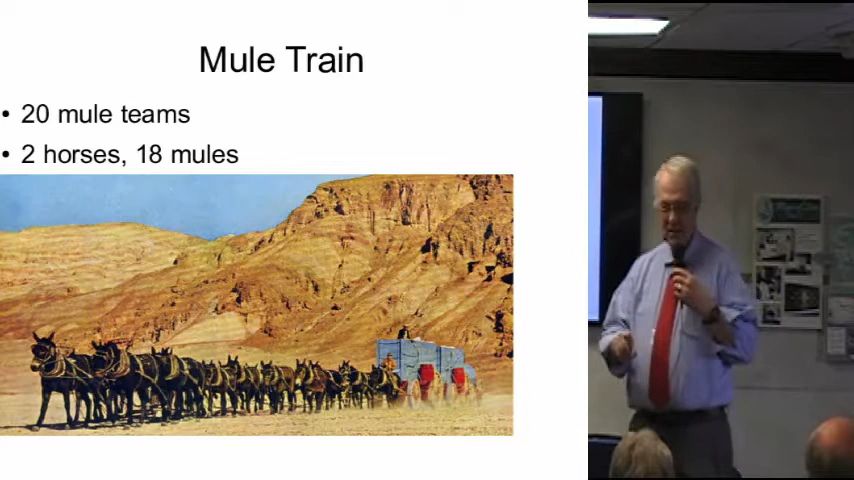 Mule Train
• 20 mule teams
• 2 horses, 18 mules